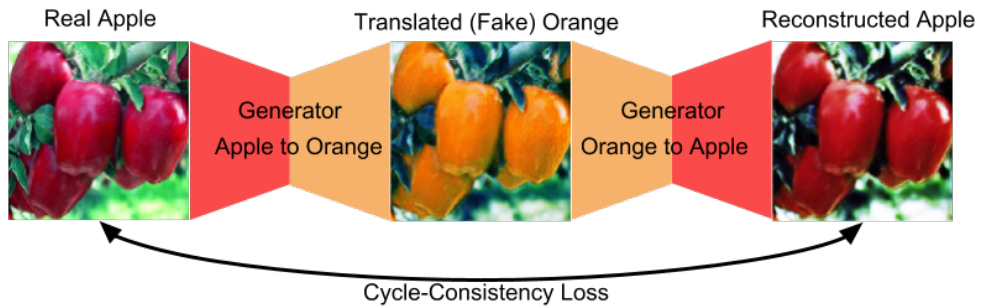 Real Apple
Translated (Fake) Orange
Reconstructed Apple
Generator
Apple to Orange
Generator
Orange to Apple
Cycle-Consistency Loss